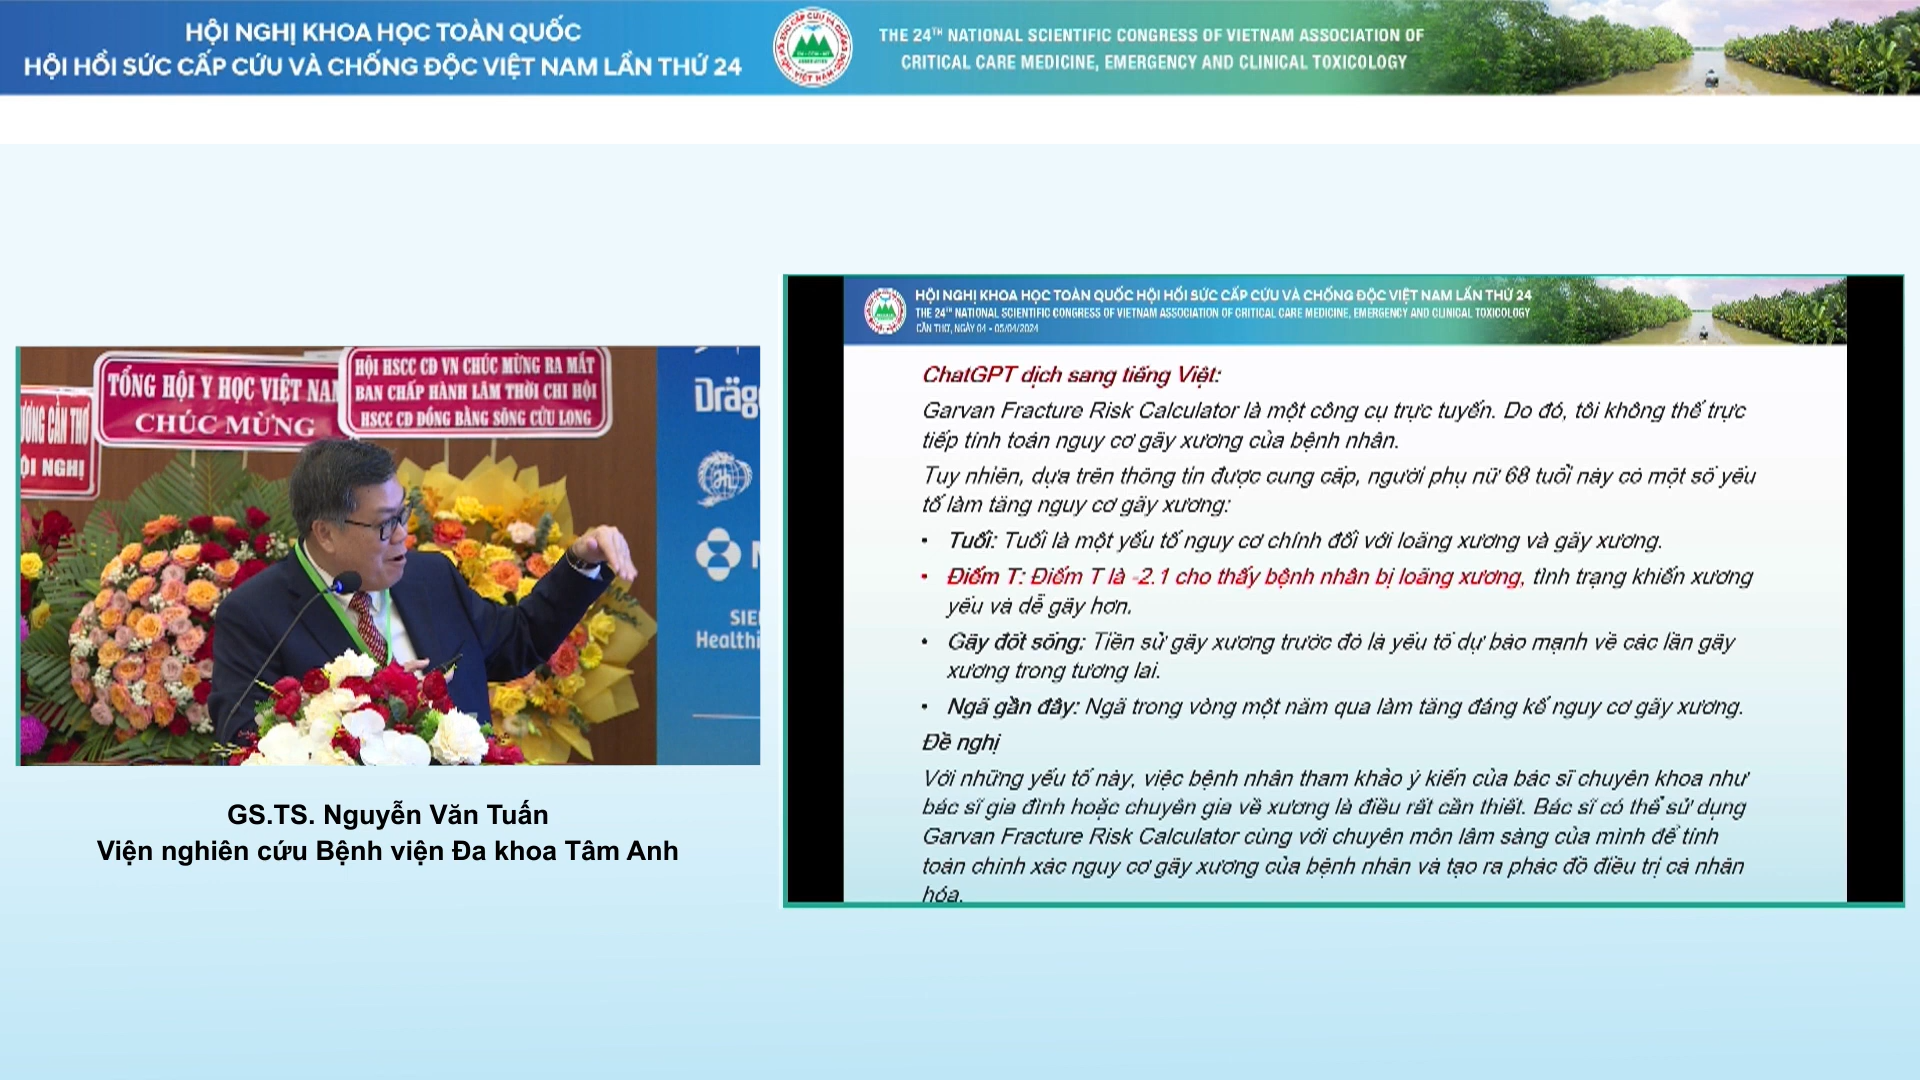 HỘI NGHỊ KHOA HỌC TOÀN QUỐC
HỘI HỒI SỨC CẤP CỨU VÀ CHỐNG ĐỘC VIỆT NAM LẦN THỨ 24
THE 24TH NATIONAL SCIENTIFIC CONGRESS OF VIETNAM ASSOCIATION OF
CRITICAL CARE MEDICINE, EMERGENCY AND CLINICAL TOXICOLOGY
TỔNG HỘI Y HỌC VIỆT NAM
CHÚC MỪNG
HỘI HSCC CĐ VN CHÚC MỪNG RA MẮT
BAN CHẤP HÀNH LÂM THỜI CHI HỘI
HSCC CĐ ĐỒNG BẰNG SÔNG CỬU LONG
CẦN THƠ
HỘI NGHỊ
Dräg
SIE
Healthi
GS.TS. Nguyễn Văn Tuấn
Viện nghiên cứu Bệnh viện Đa khoa Tâm Anh
HỘI NGHỊ KHOA HỌC TOÀN QUỐC HỘI HỒI SỨC CẤP CỨU VÀ CHỐNG ĐỘC VIỆT NAM LẦN THỨ 24
THE 24TH NATIONAL SCIENTIFIC CONGRESS OF VIETNAM ASSOCIATION OF CRITICAL CARE MEDICINE, EMERGENCY AND CLINICAL TOXICOLOGY
CẦN THƠ, NGÀY 04 - 05/04/2024
ChatGPT dịch sang tiếng Việt:
Garvan Fracture Risk Calculator là một công cụ trực tuyến. Do đó, tôi không thể trực
tiếp tính toán nguy cơ gãy xương của bệnh nhân.
Tuy nhiên, dựa trên thông tin được cung cấp, người phụ nữ 68 tuổi này có một số yếu
tố làm tăng nguy cơ gãy xương:
• Tuổi: Tuổi là một yếu tố nguy cơ chính đối với loãng xương và gãy xương.
• Điểm T: Điểm T là -2.1 cho thấy bệnh nhân bị loãng xương, tình trạng khiến xương
yếu và dễ gãy hơn.
• Gãy đốt sống: Tiền sử gãy xương trước đó là yếu tố dự báo mạnh về các lần gãy
xương trong tương lai.
• Ngã gần đây: Ngã trong vòng một năm qua làm tăng đáng kể nguy cơ gãy xương.
Đề nghị
Với những yếu tố này, việc bệnh nhân tham khảo ý kiến của bác sĩ chuyên khoa như
bác sĩ gia đình hoặc chuyên gia về xương là điều rất cần thiết. Bác sĩ có thể sử dụng
Garvan Fracture Risk Calculator cùng với chuyên môn lâm sàng của mình để tính
toán chính xác nguy cơ gãy xương của bệnh nhân và tạo ra phác đồ điều trị cá nhân
hóa.